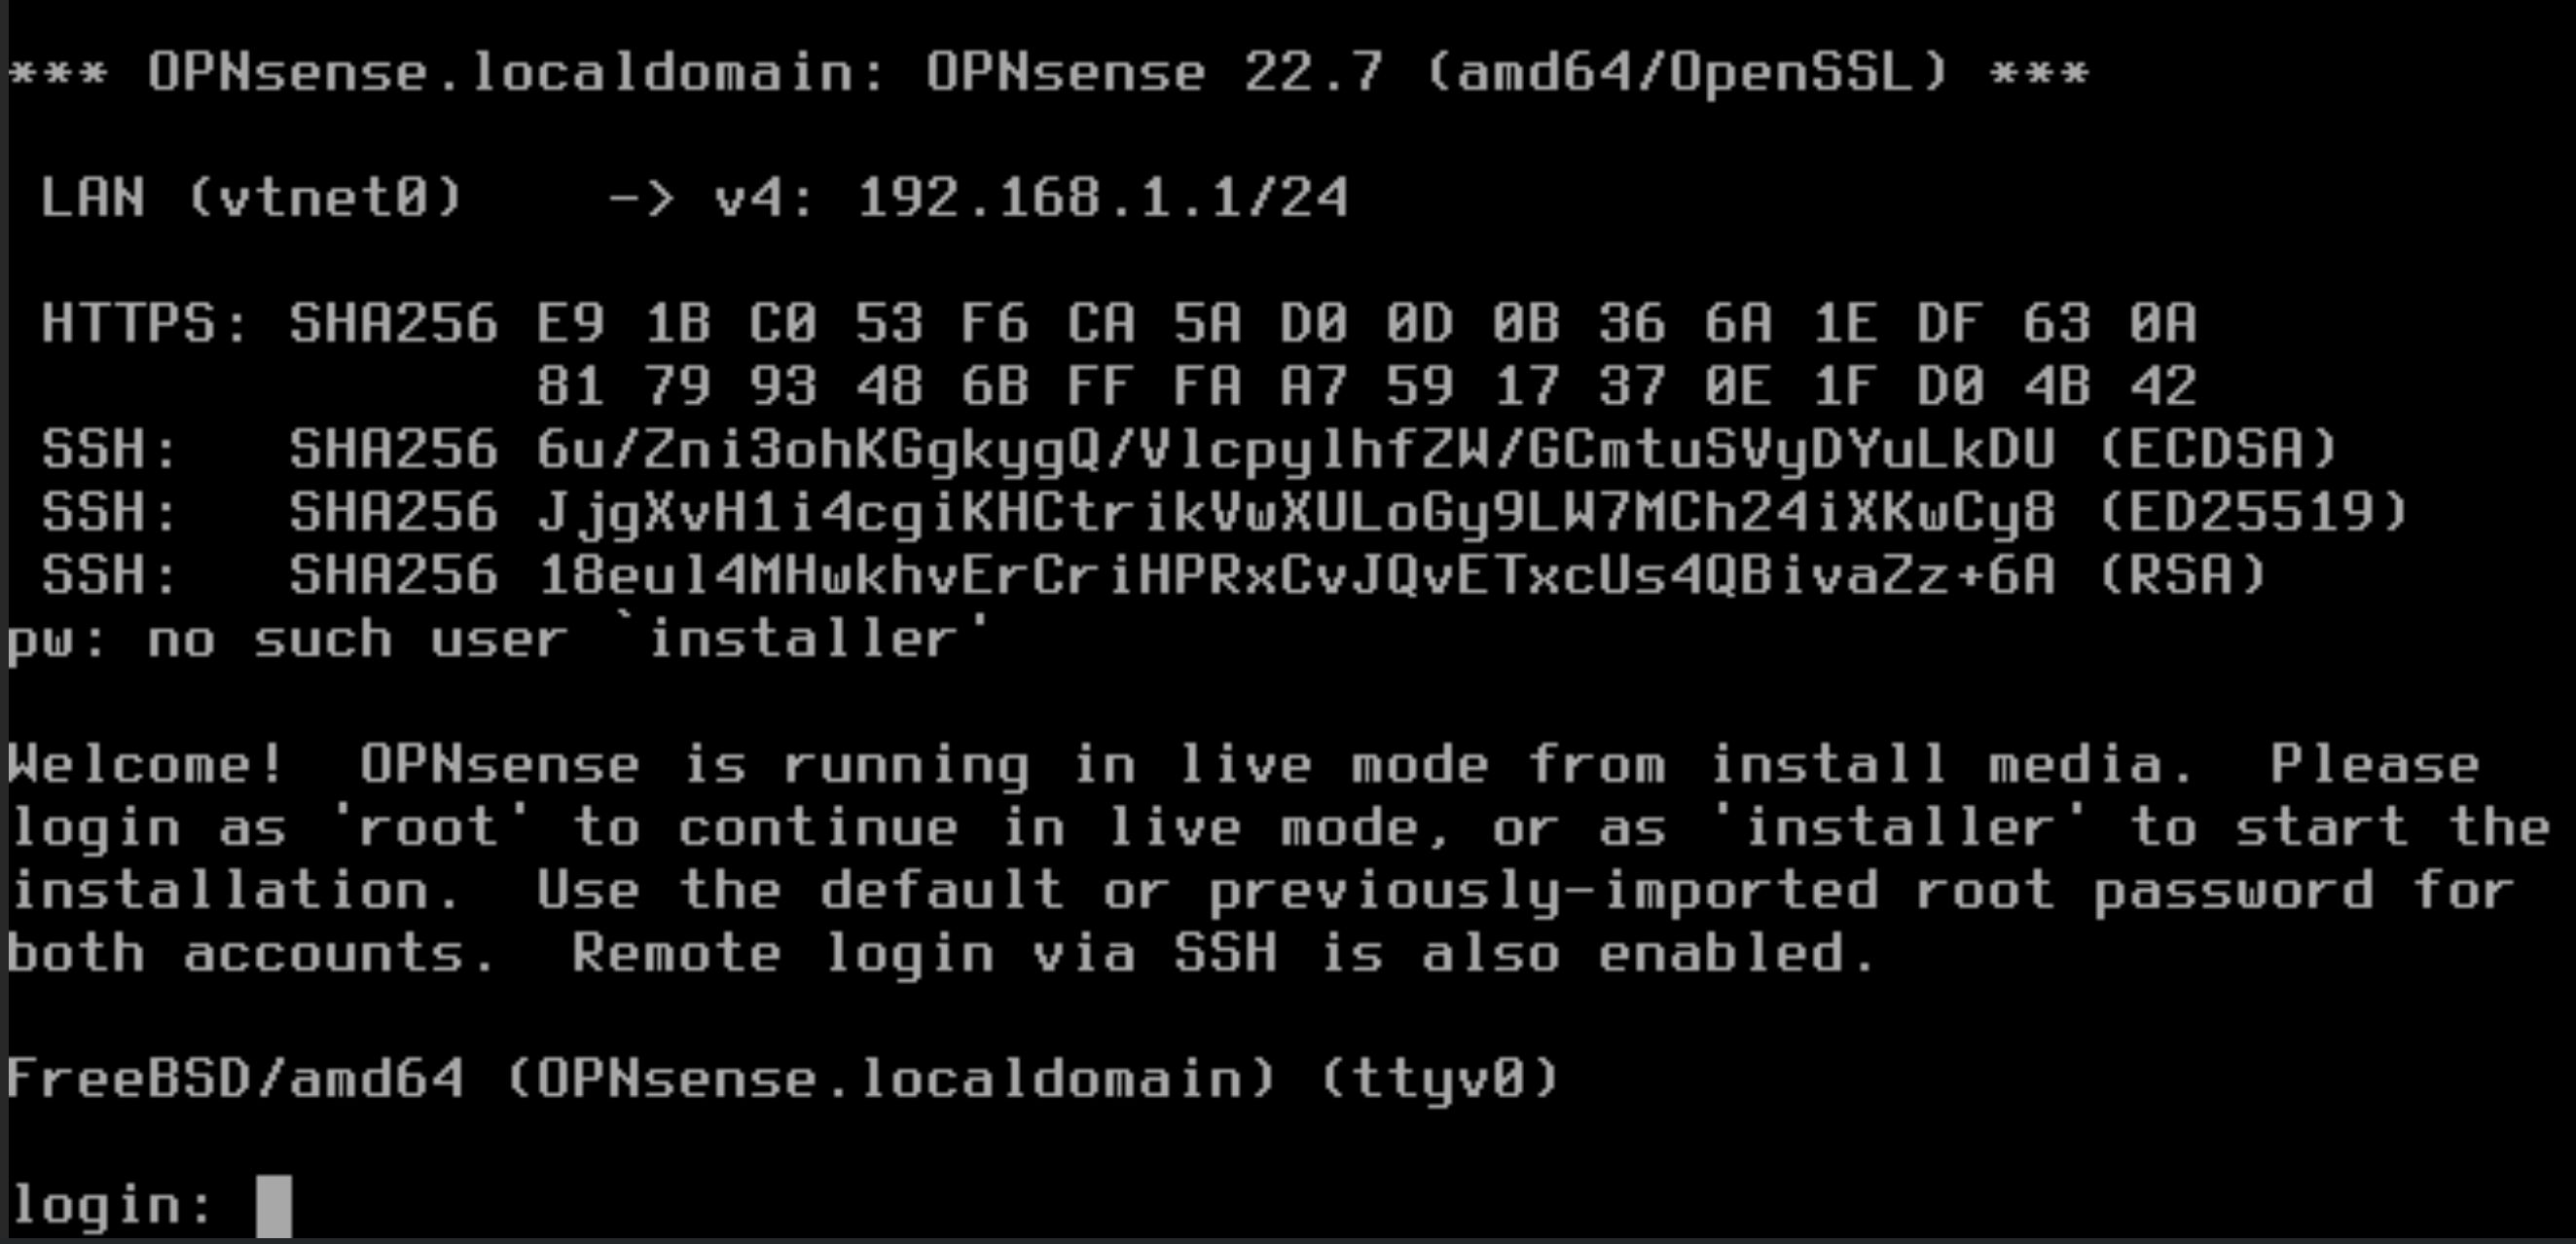 *** OPNsense.localdomain: OPNsense 22.7 (amd64/OpenSSL) ***
LAN (vtnet0)    -> v4: 192.168.1.1/24
HTTPS: SHA256 E9 1B C0 53 F6 CA 5A D0 0D 0B 36 6A 1E DF 63 0A
81 79 93 48 6B FF FA A7 59 17 37 0E 1F D0 4B 42
SSH:   SHA256 6u/Zni3ohKGgkygQ/VlcpylhfZW/GCmtuSVyDYuLkDU (ECDSA)
SSH:   SHA256 JjgXvH1i4cgiKHCtrikVwXULoGy9LW7MCh24iXKwCy8 (ED25519)
SSH:   SHA256 18eul4MHwkhvErCriHPRxCvJQvETxcUs4QBivaZz+6A (RSA)
pw: no such user `installer'
Welcome!  OPNsense is running in live mode from install media.  Please
login as 'root' to continue in live mode, or as 'installer' to start the
installation.  Use the default or previously-imported root password for
both accounts.  Remote login via SSH is also enabled.
FreeBSD/amd64 (OPNsense.localdomain) (ttyv0)
login: